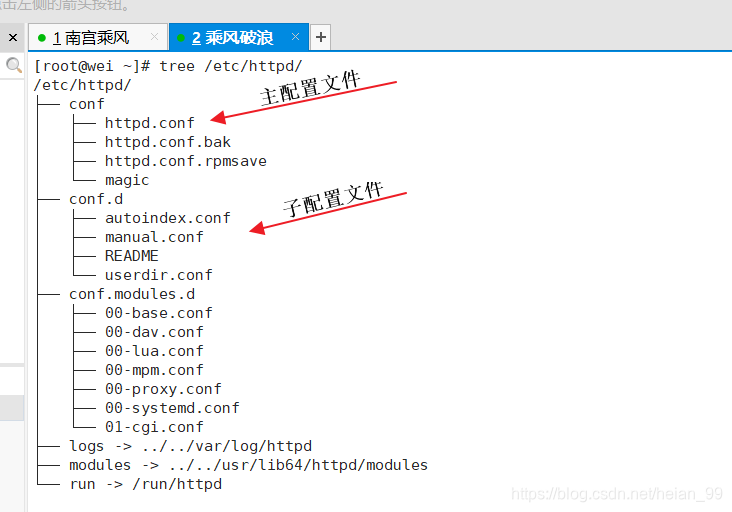 击左侧的箭头按钮。
1 南宫乘风 ×
2 乘风破浪 ×
+
×
[root@wei ~]# tree /etc/httpd/
/etc/httpd/
├── conf
主配置文件
│   ├── httpd.conf
│   ├── httpd.conf.bak
│   ├── httpd.conf.rpmsave
│   └── magic
├── conf.d
子配置文件
│   ├── autoindex.conf
│   ├── manual.conf
│   ├── README
│   └── userdir.conf
├── conf.modules.d
│   ├── 00-base.conf
│   ├── 00-dav.conf
│   ├── 00-lua.conf
│   ├── 00-mpm.conf
│   ├── 00-proxy.conf
│   ├── 00-systemd.conf
│   └── 01-cgi.conf
├── logs -> ../../var/log/httpd
├── modules -> ../../usr/lib64/httpd/modules
└── run -> /run/httpd
https://blog.csdn.net/heian_99